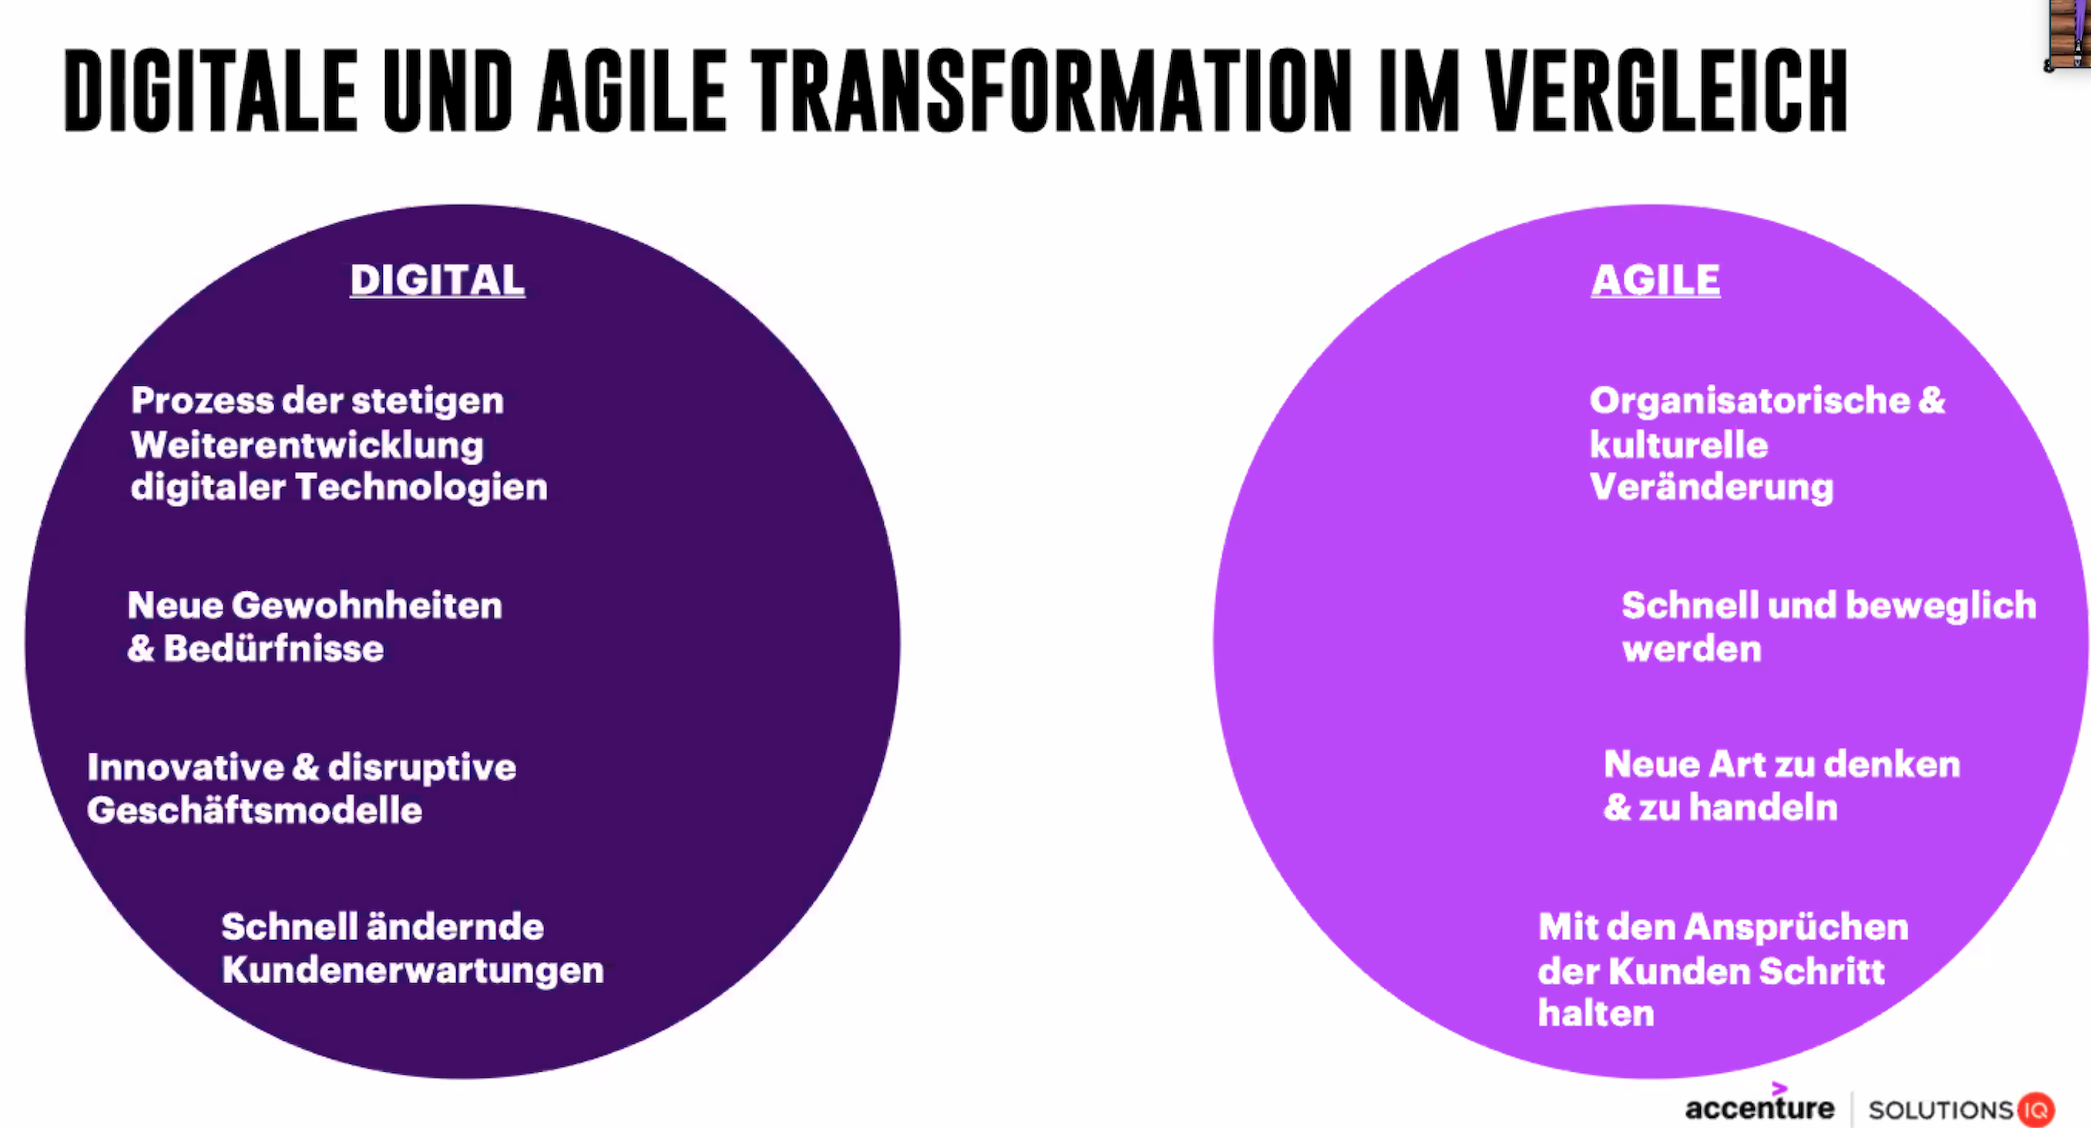 DIGITALE UND AGILE TRANSFORMATION IM VERGLEICH
DIGITAL
Prozess der stetigen
Weiterentwicklung
digitaler Technologien
Neue Gewohnheiten
& Bedürfnisse
Innovative & disruptive
Geschäftsmodelle
Schnell ändernde
Kundenerwartungen
AGILE
Organisatorische &
kulturelle
Veränderung
Schnell und beweglich
werden
Neue Art zu denken
& zu handeln
Mit den Ansprüchen
der Kunden Schritt
halten
accenture | SOLUTIONS IQ